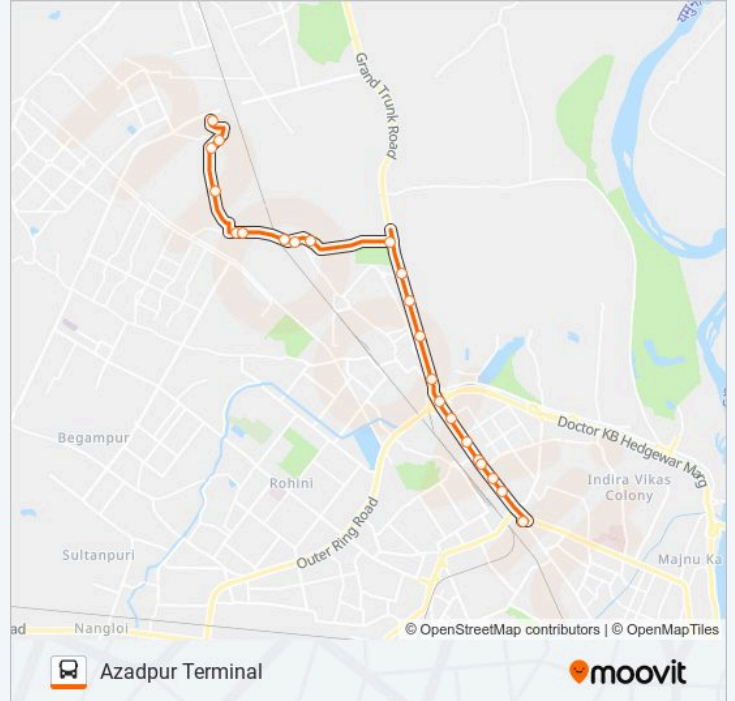 यमुना
Grand Trunk Road
Doctor KB Hedgewar Marg
Begampur
Indira Vikas
Colony
Rohini
Outer Ring Road
Sultanpuri
Majnu Ka
ad
Nangloi
© OpenStreetMap contributors | © OpenMapTiles
Azadpur Terminal
moovit